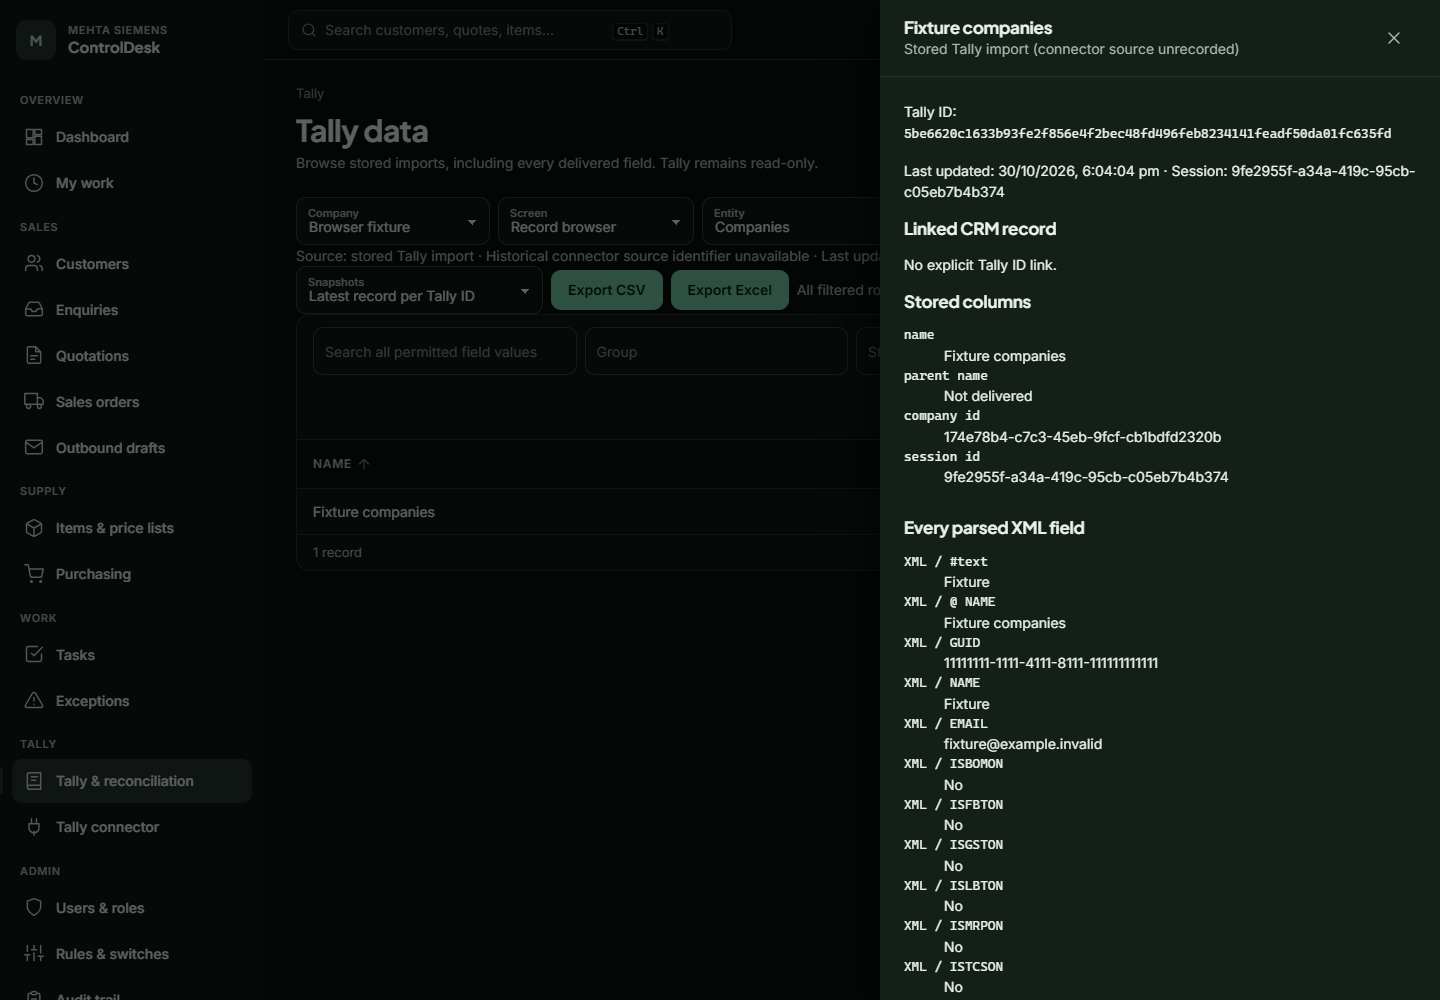 M
MEHTA SIEMENS
ControlDesk
OVERVIEW
Dashboard
My work
SALES
Customers
Enquiries
Quotations
Sales orders
Outbound drafts
SUPPLY
Items & price lists
Purchasing
WORK
Tasks
Exceptions
TALLY
Tally & reconciliation
Tally connector
ADMIN
Users & roles
Rules & switches
Audit trail
Search customers, quotes, items... Ctrl K
Tally
Tally data
Browse stored imports, including every delivered field. Tally remains read-only.
Company
Browser fixture
Screen
Record browser
Entity
Companies
Source: stored Tally import · Historical connector source identifier unavailable · Last upda
Snapshots
Latest record per Tally ID
Export CSV
Export Excel
All filtered ro
Search all permitted field values
Group
St
NAME ↑
Fixture companies
1 record
Fixture companies
Stored Tally import (connector source unrecorded)
Tally ID:
5be6620c1633b93fe2f856e4f2bec48fd496feb8234141feadf50da01fc635fd
Last updated: 30/10/2026, 6:04:04 pm · Session: 9fe2955f-a34a-419c-95cb-
c05eb7b4b374
Linked CRM record
No explicit Tally ID link.
Stored columns
name
Fixture companies
parent name
Not delivered
company id
174e78b4-c7c3-45eb-9fcf-cb1bdfd2320b
session id
9fe2955f-a34a-419c-95cb-c05eb7b4b374
Every parsed XML field
XML / #text
Fixture
XML / @ NAME
Fixture companies
XML / GUID
11111111-1111-4111-8111-111111111111
XML / NAME
Fixture
XML / EMAIL
fixture@example.invalid
XML / ISBOMON
No
XML / ISFBTON
No
XML / ISGSTON
No
XML / ISLBTON
No
XML / ISMRPON
No
XML / ISTCSON
No